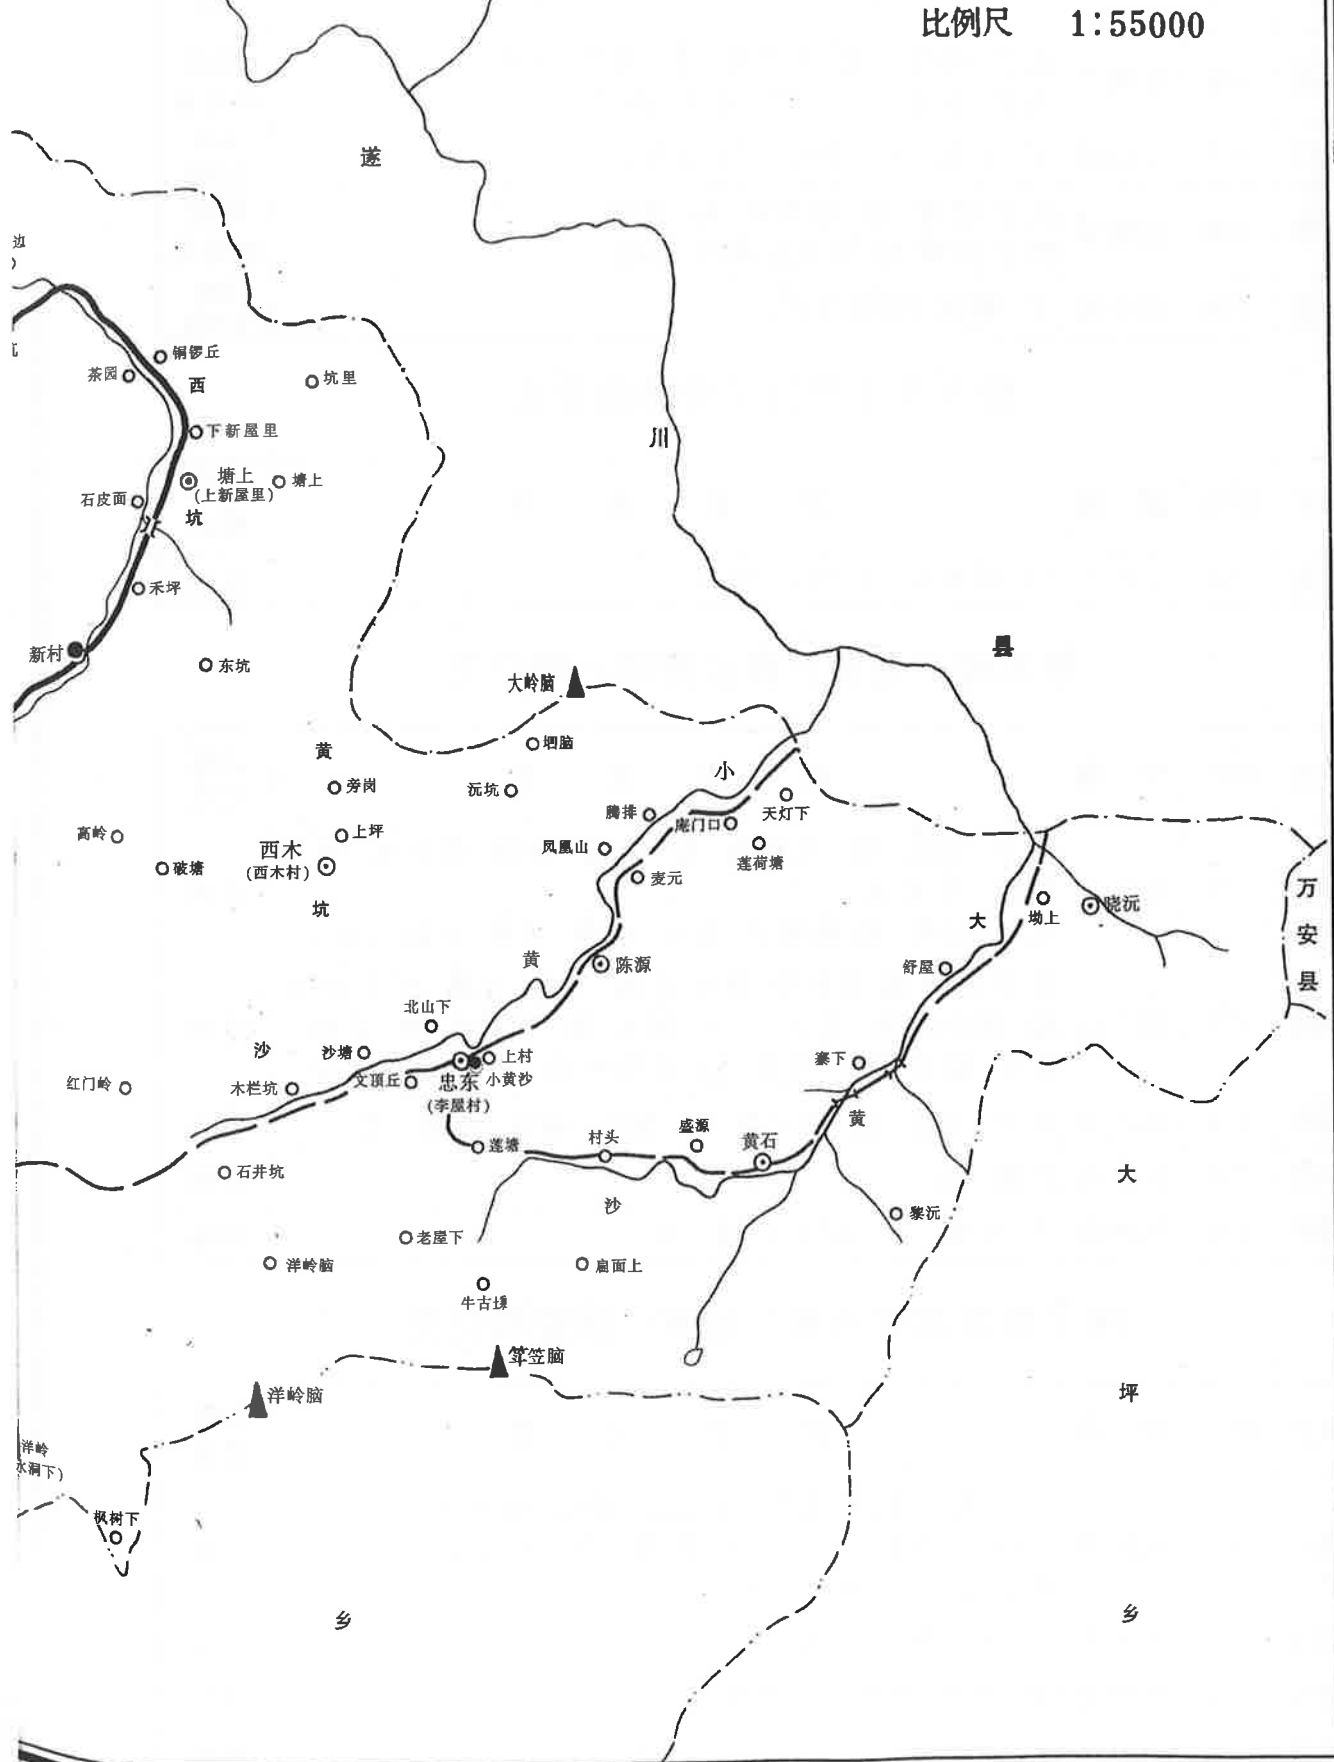 比例尺 1:55000
遂
边
铜锣丘
茶园
西
坑里
下新屋里
川
塘上
(上新屋里)
塘上
石皮面
坑
禾坪
新村
东坑
县
大岭脑
黄
垇脑
小
旁岗
沅坑
天灯下
腾排
庵门口
高岭
上坪
西木
(西木村)
凤凰山
莲荷塘
破塘
麦元
万
安
县
坑
大
坳上
晓沅
黄
陈源
舒屋
北山下
沙
沙塘
上村
寨下
红门岭
木栏坑
文顶丘
忠东
小黄沙
(李屋村)
黄
盛源
村头
黄石
莲塘
石井坑
大
沙
黎沅
老屋下
洋岭脑
扁面上
牛古埂
笠脑
洋岭脑
坪
洋岭
水洞下)
枫树下
乡
乡